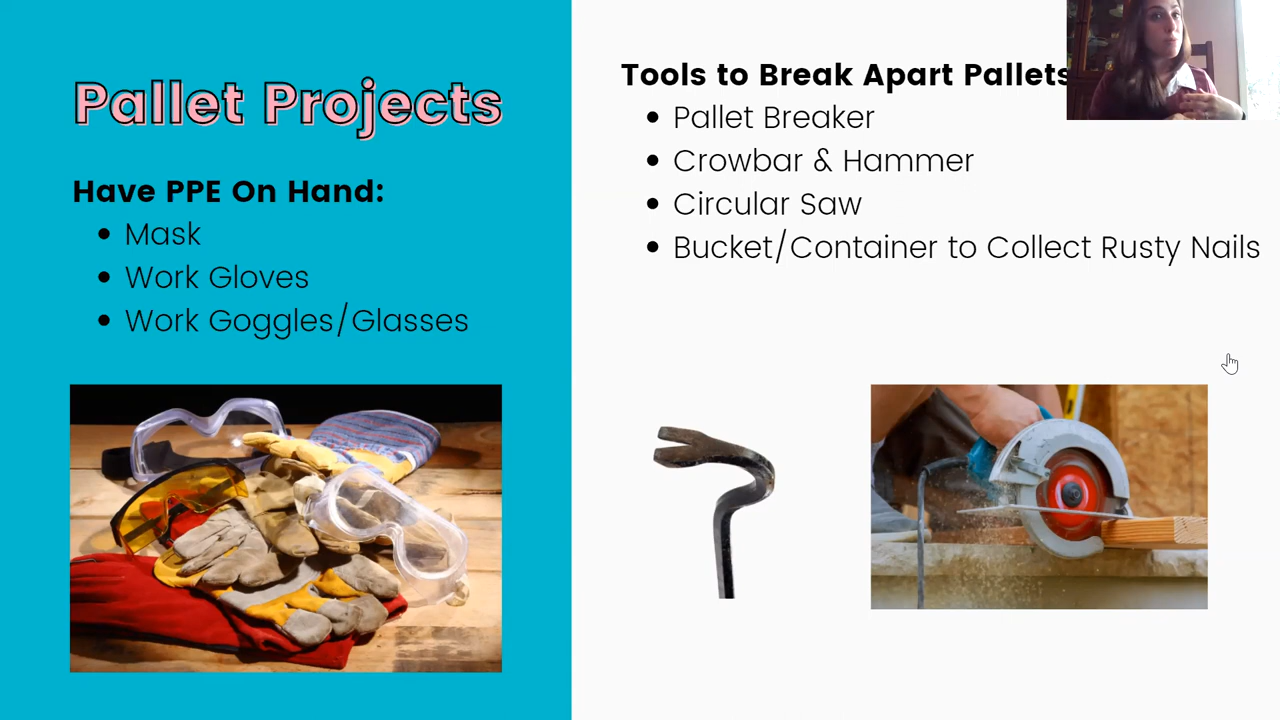 Pallet Projects
Have PPE On Hand:
Mask
Work Gloves
Work Goggles/Glasses
Tools to Break Apart Pallets
Pallet Breaker
Crowbar & Hammer
Circular Saw
Bucket/Container to Collect Rusty Nails